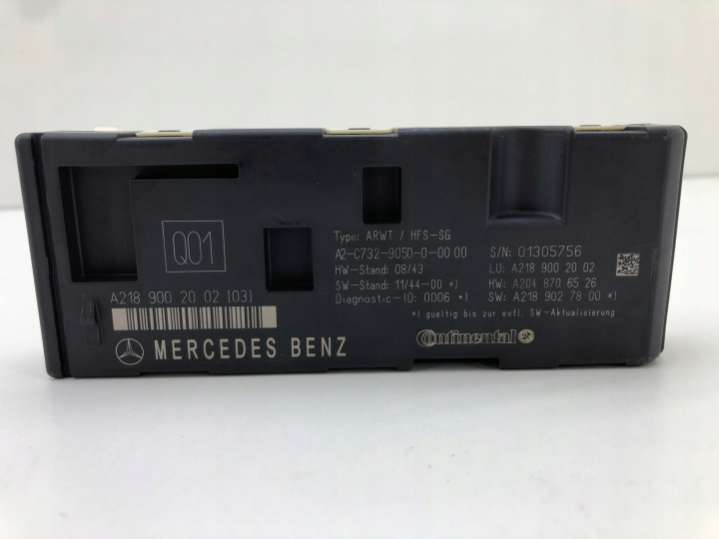 Q01
A218 900 20 02 [03]
MERCEDES BENZ
Type: ARWT / HFS-SG
A2-C732-9050-0-00 00
HW-Stand: 08/43
SW-Stand: 11/44-00 *)
Diagnostic-ID: 0006 *)
S/N: 01305756
LU: A218 900 20 02
HW: A204 870 65 26
SW: A218 902 78 00 *)
*) gueltig bis zur evtl. SW-Aktualisierung
Continental